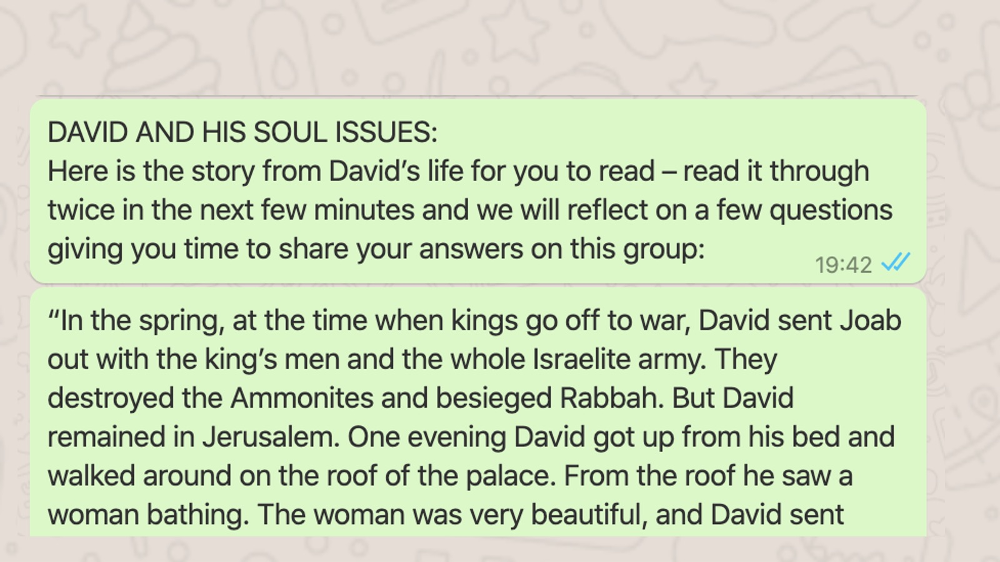 DAVID AND HIS SOUL ISSUES:
Here is the story from David’s life for you to read – read it through
twice in the next few minutes and we will reflect on a few questions
giving you time to share your answers on this group:
19:42
“In the spring, at the time when kings go off to war, David sent Joab
out with the king’s men and the whole Israelite army. They
destroyed the Ammonites and besieged Rabbah. But David
remained in Jerusalem. One evening David got up from his bed and
walked around on the roof of the palace. From the roof he saw a
woman bathing. The woman was very beautiful, and David sent